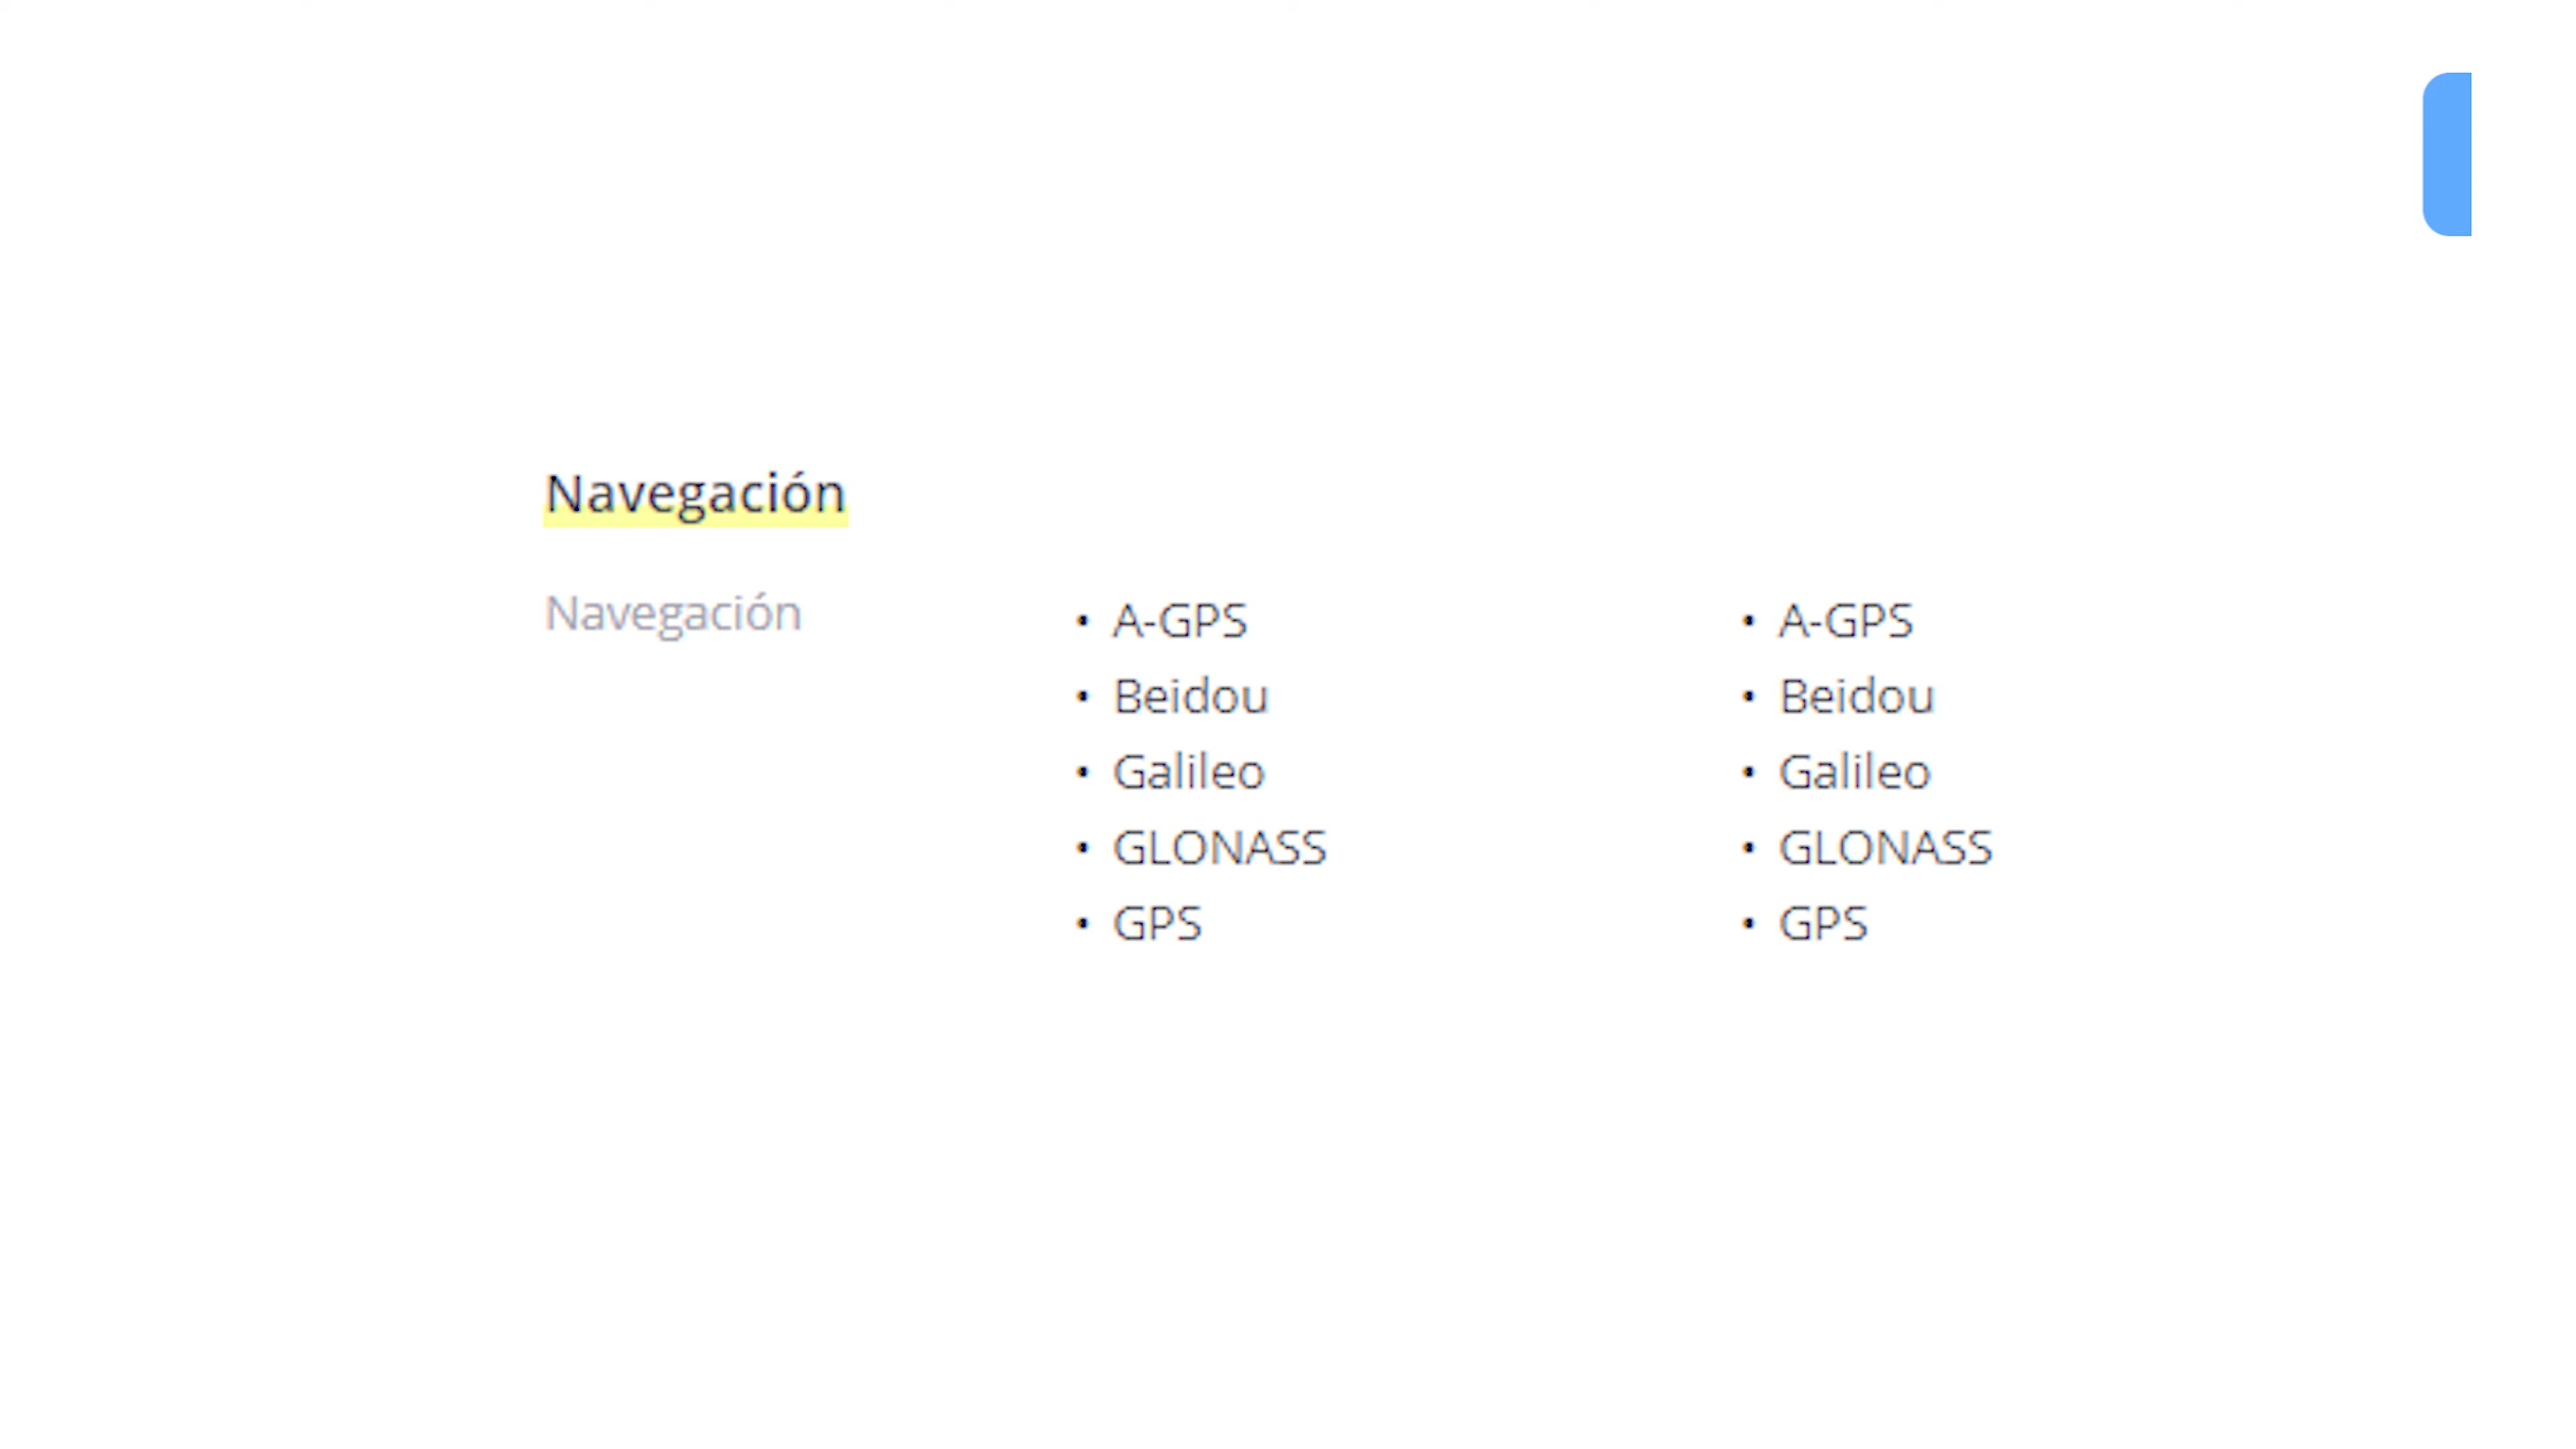 Navegación
Navegación
• A-GPS
• Beidou
• Galileo
• GLONASS
• GPS
• A-GPS
• Beidou
• Galileo
• GLONASS
• GPS